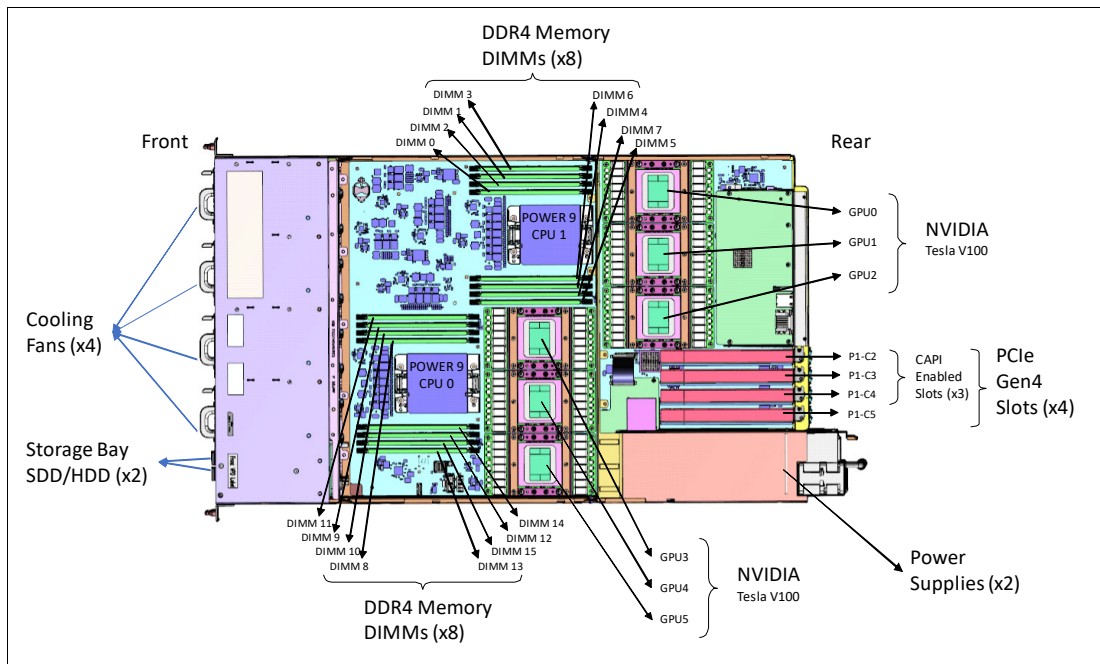 DDR4 Memory
DIMMs (x8)
DIMM 3
DIMM 1
DIMM 2
DIMM 0
DIMM 6
DIMM 4
DIMM 7
DIMM 5
Front
Rear
POWER 9
CPU 1
GPU0
GPU1
GPU2
NVIDIA
Tesla V100
Cooling
Fans (x4)
POWER 9
CPU 0
P1-C2
P1-C3
P1-C4
P1-C5
CAPI
Enabled
Slots (x3)
PCIe
Gen4
Slots (x4)
Storage Bay
SDD/HDD (x2)
DIMM 11
DIMM 9
DIMM 10
DIMM 8
DIMM 14
DIMM 12
DIMM 15
DIMM 13
DDR4 Memory
DIMMs (x8)
GPU3
GPU4
GPU5
NVIDIA
Tesla V100
Power
Supplies (x2)